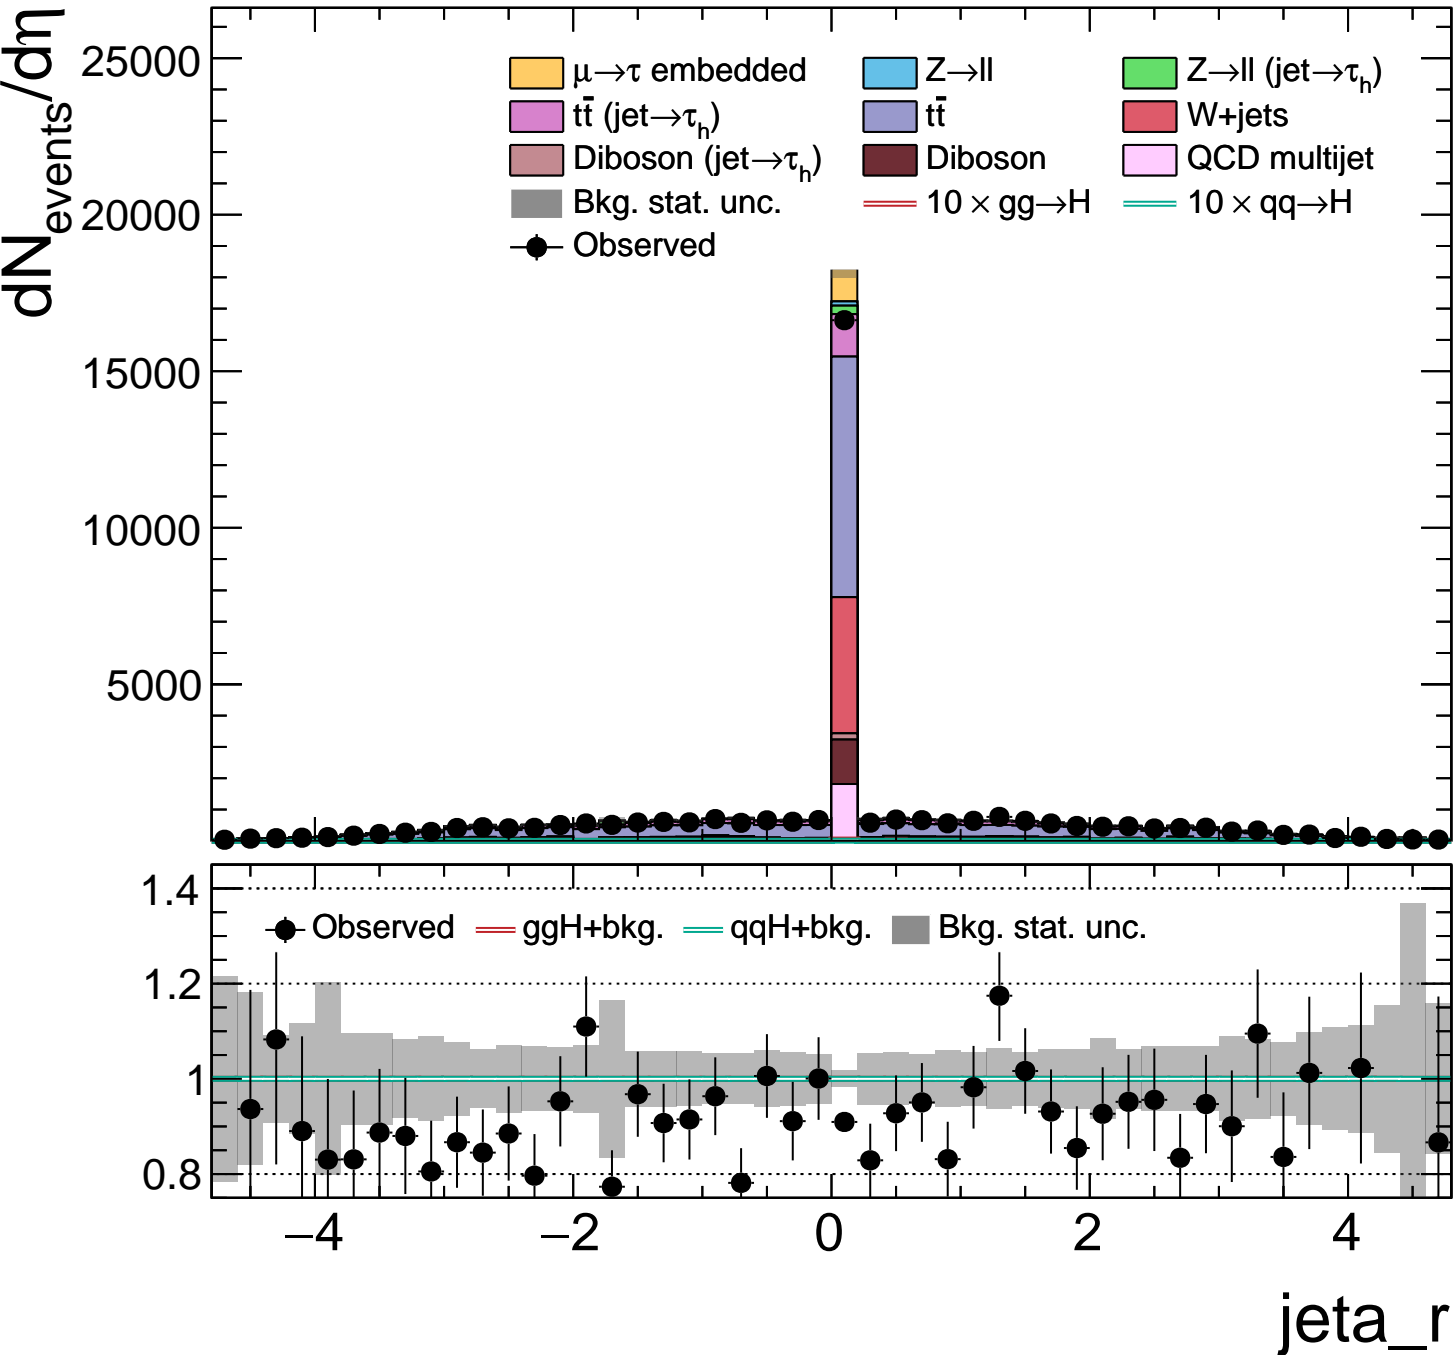 dN_events/dη
25000
20000
15000
10000
5000
μ→τ embedded
Z→ll
Z→ll (jet→τ_h)
tt̄ (jet→τ_h)
tt̄
W+jets
Diboson (jet→τ_h)
Diboson
QCD multijet
Bkg. stat. unc.
10 × gg→H
10 × qq→H
Observed
1.4
1.2
1
0.8
Observed
ggH+bkg.
qqH+bkg.
Bkg. stat. unc.
−4
−2
0
2
4
jeta_r